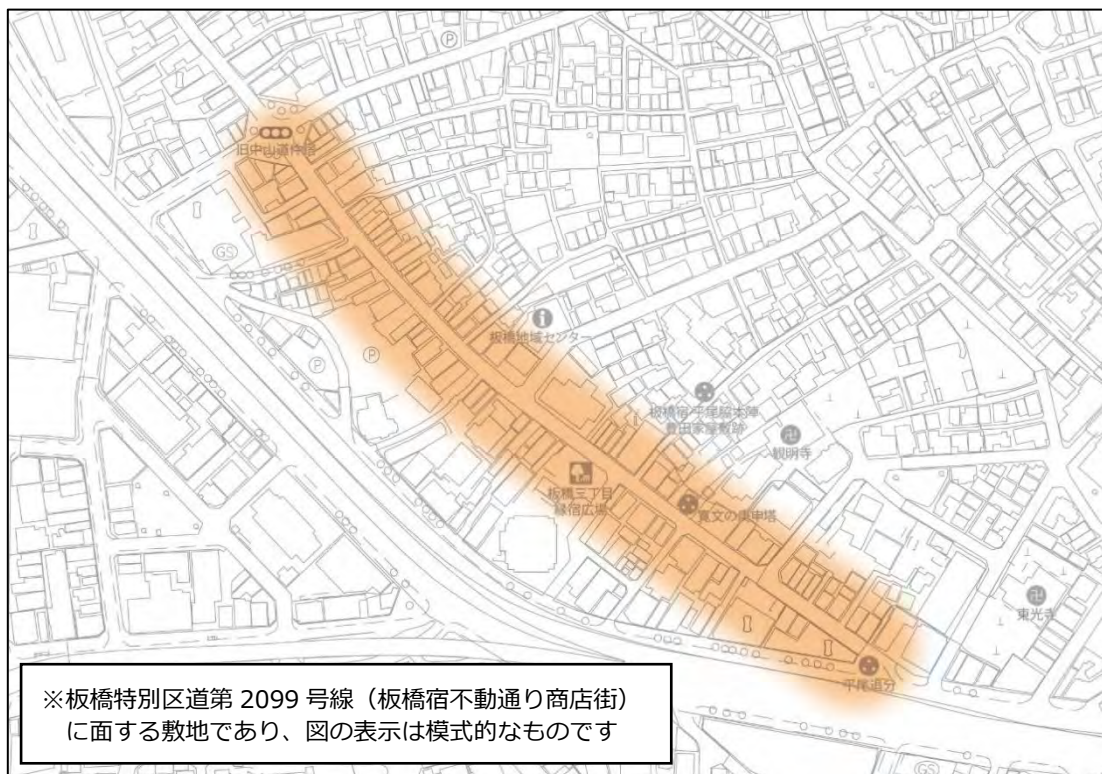 P
旧中山道仲宿
GS
板橋地域センター
P
P
板橋宿平尾脇本陣
豊田家屋敷跡
観明寺
板橋三丁目
縁宿広場
寛文の庚申塔
東光寺
平尾追分
※板橋特別区道第 2099 号線（板橋宿不動通り商店街）
に面する敷地であり、図の表示は模式的なものです
GS